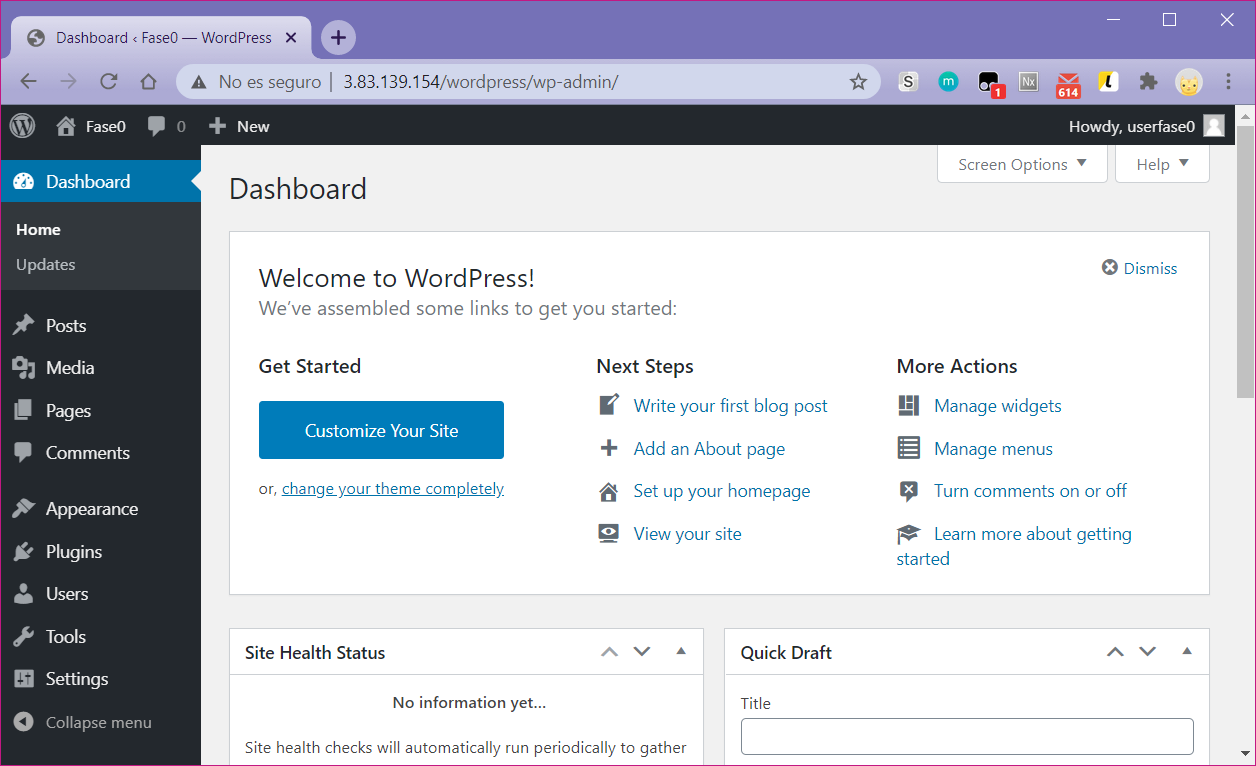 Dashboard ‹ Fase0 — WordPress
No es seguro | 3.83.139.154/wordpress/wp-admin/
S m 1 Nx 614 L
Fase0 0 New Howdy, userfase0
Screen Options Help
Dashboard
Home
Updates
Posts
Media
Pages
Comments
Appearance
Plugins
Users
Tools
Settings
Collapse menu
Dashboard
Welcome to WordPress!
Dismiss
We’ve assembled some links to get you started:
Get Started
Customize Your Site
or, change your theme completely
Next Steps
Write your first blog post
Add an About page
Set up your homepage
View your site
More Actions
Manage widgets
Manage menus
Turn comments on or off
Learn more about getting
started
Site Health Status
No information yet...
Site health checks will automatically run periodically to gather
Quick Draft
Title